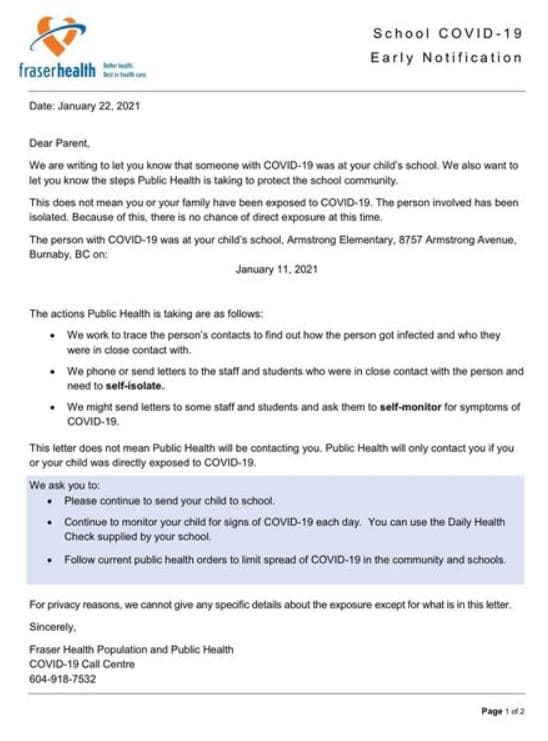 School COVID-19
Early Notification
fraserhealth
Better health.
Best in health care.
Date: January 22, 2021
Dear Parent,
We are writing to let you know that someone with COVID-19 was at your child's school. We also want to
let you know the steps Public Health is taking to protect the school community.
This does not mean you or your family have been exposed to COVID-19. The person involved has been
isolated. Because of this, there is no chance of direct exposure at this time.
The person with COVID-19 was at your child's school, Armstrong Elementary, 8757 Armstrong Avenue,
Burnaby, BC on:
January 11, 2021
The actions Public Health is taking are as follows:
• We work to trace the person's contacts to find out how the person got infected and who they
were in close contact with.
• We phone or send letters to the staff and students who were in close contact with the person and
need to self-isolate.
• We might send letters to some staff and students and ask them to self-monitor for symptoms of
COVID-19.
This letter does not mean Public Health will be contacting you. Public Health will only contact you if you
or your child was directly exposed to COVID-19.
We ask you to:
• Please continue to send your child to school.
• Continue to monitor your child for signs of COVID-19 each day. You can use the Daily Health
Check supplied by your school.
• Follow current public health orders to limit spread of COVID-19 in the community and schools.
For privacy reasons, we cannot give any specific details about the exposure except for what is in this letter.
Sincerely,
Fraser Health Population and Public Health
COVID-19 Call Centre
604-918-7532
Page 1 of 2